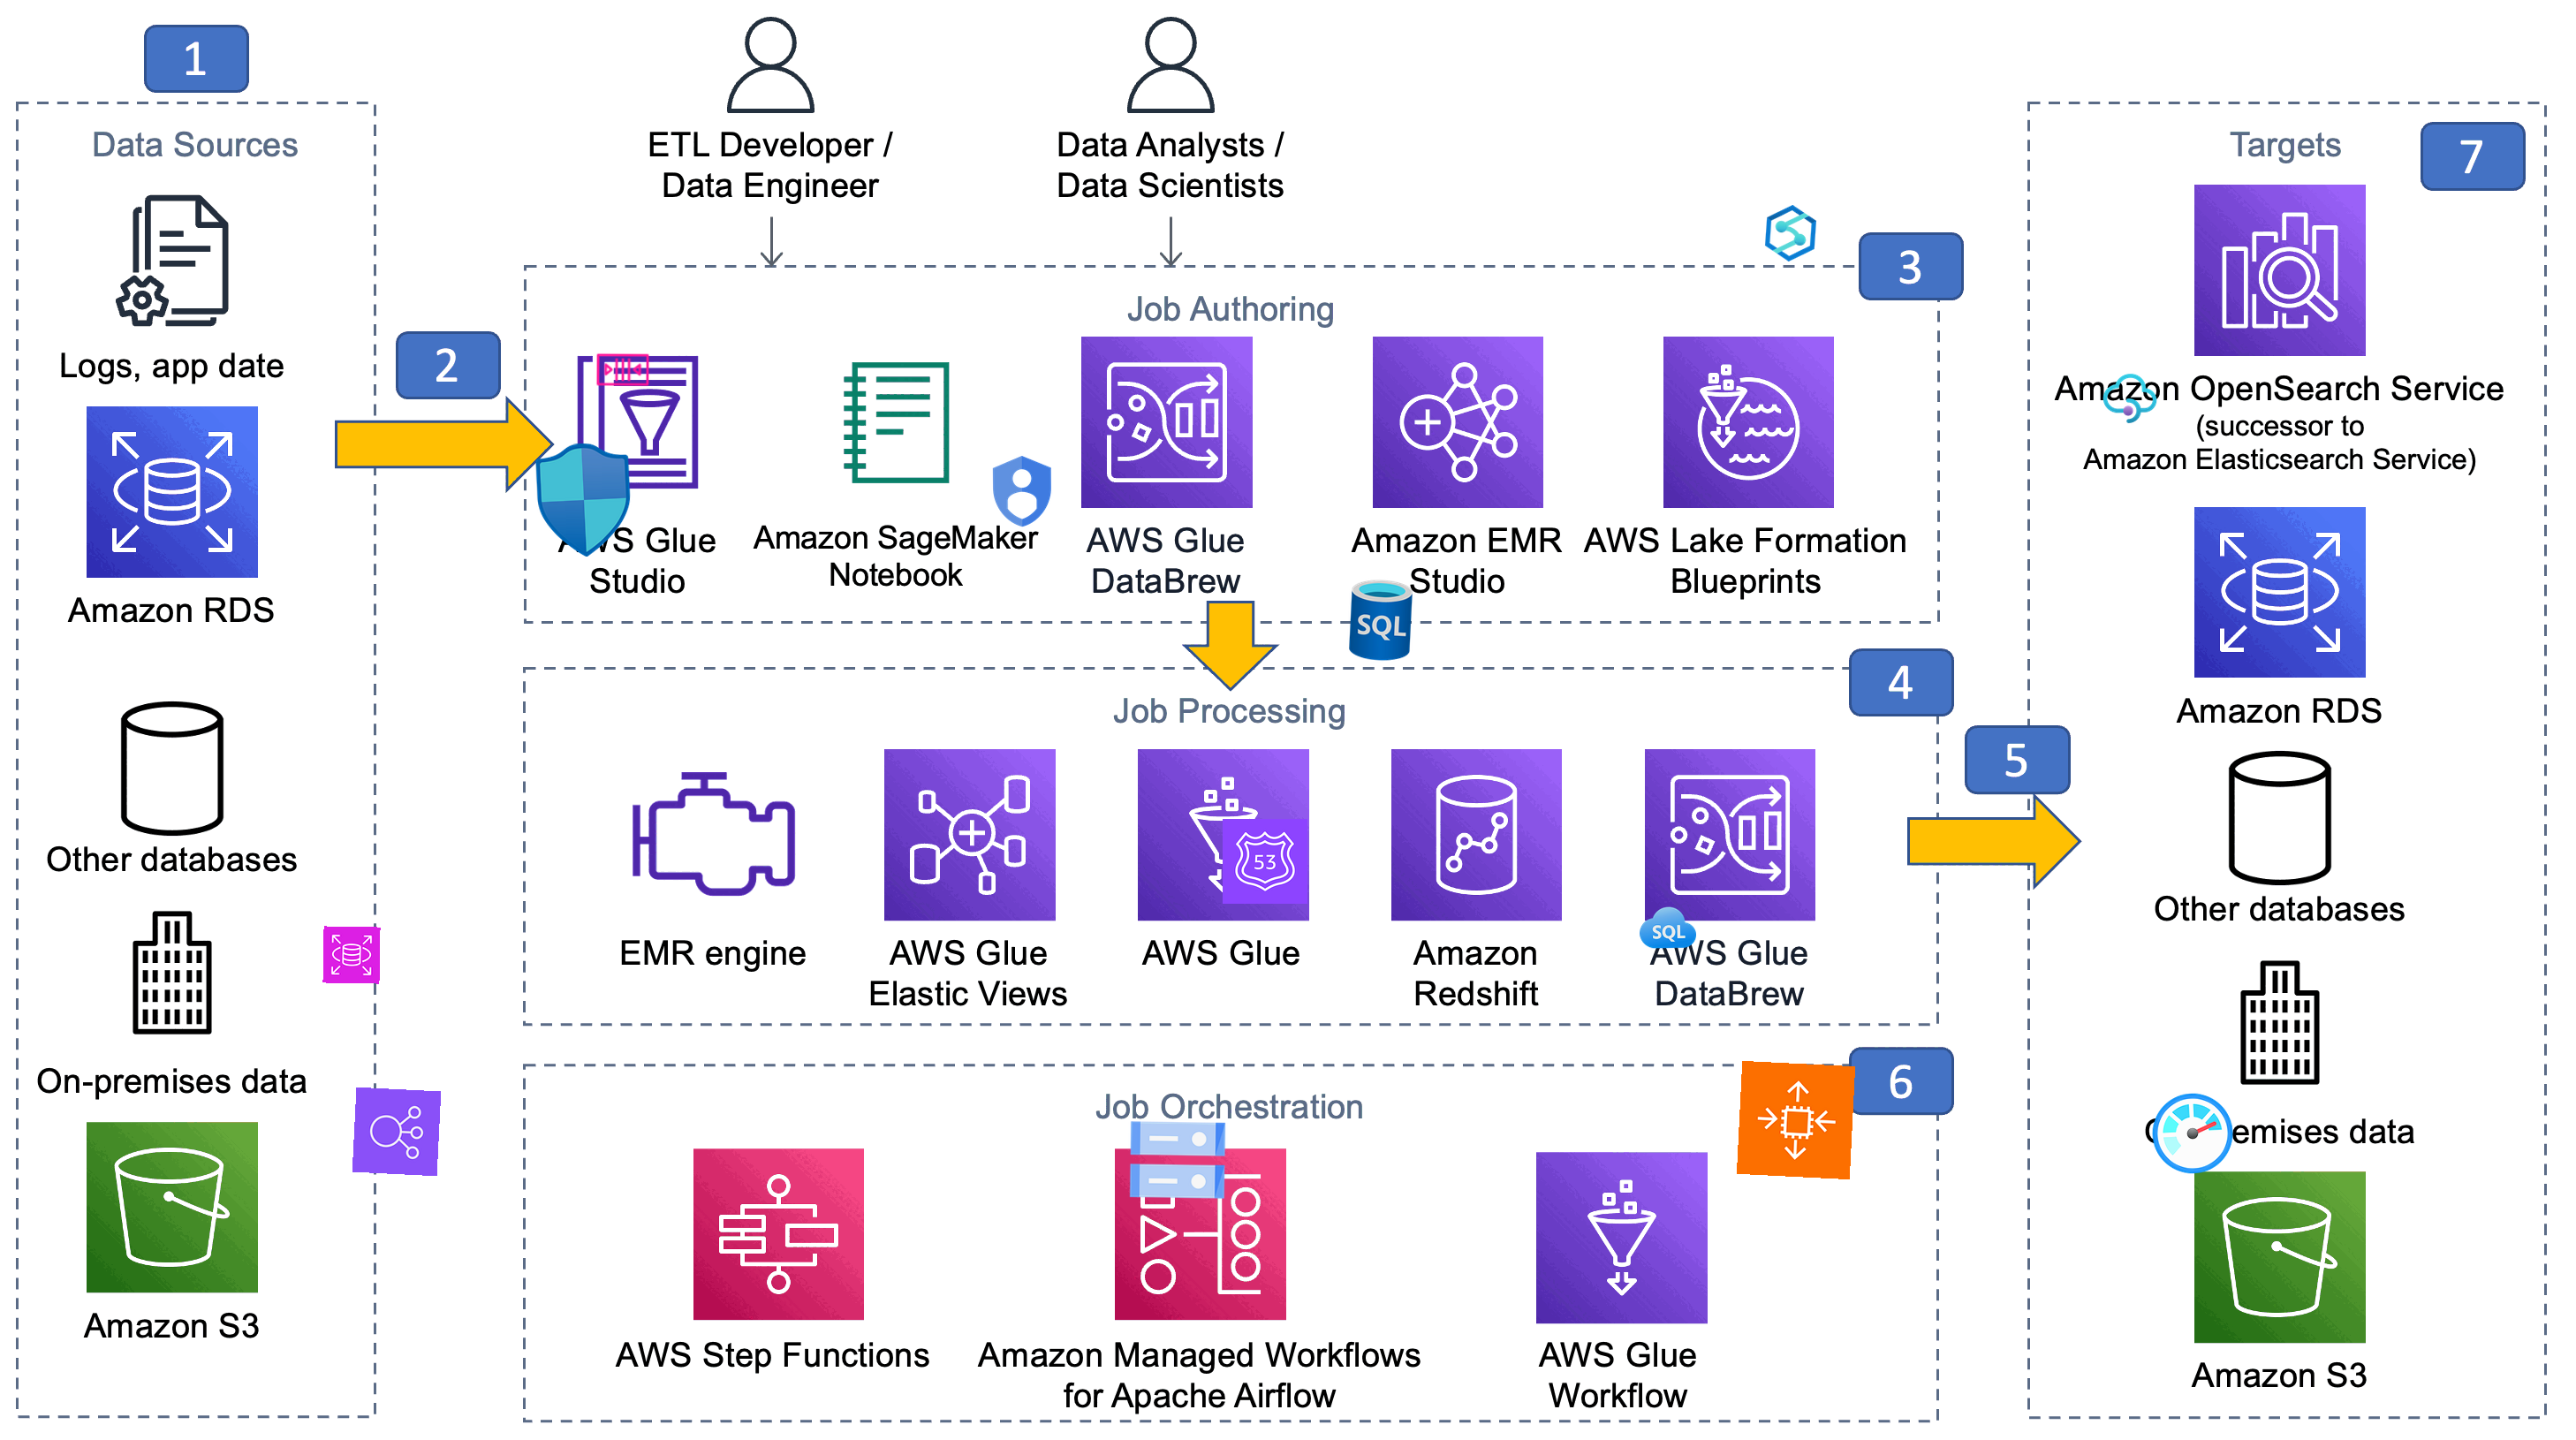 1
Data Sources
Logs, app date
Amazon RDS
Other databases
On-premises data
Amazon S3
2
ETL Developer /
Data Engineer
Data Analysts /
Data Scientists
3
Job Authoring
AWS Glue
Studio
Amazon SageMaker
Notebook
AWS Glue
DataBrew
Amazon EMR
Studio
AWS Lake Formation
Blueprints
SQL
4
Job Processing
EMR engine
AWS Glue
Elastic Views
53
AWS Glue
Amazon
Redshift
SQL
AWS Glue
DataBrew
5
6
Job Orchestration
AWS Step Functions
Amazon Managed Workflows
for Apache Airflow
AWS Glue
Workflow
7
Targets
Amazon OpenSearch Service
(successor to
Amazon Elasticsearch Service)
Amazon RDS
Other databases
data
Amazon S3